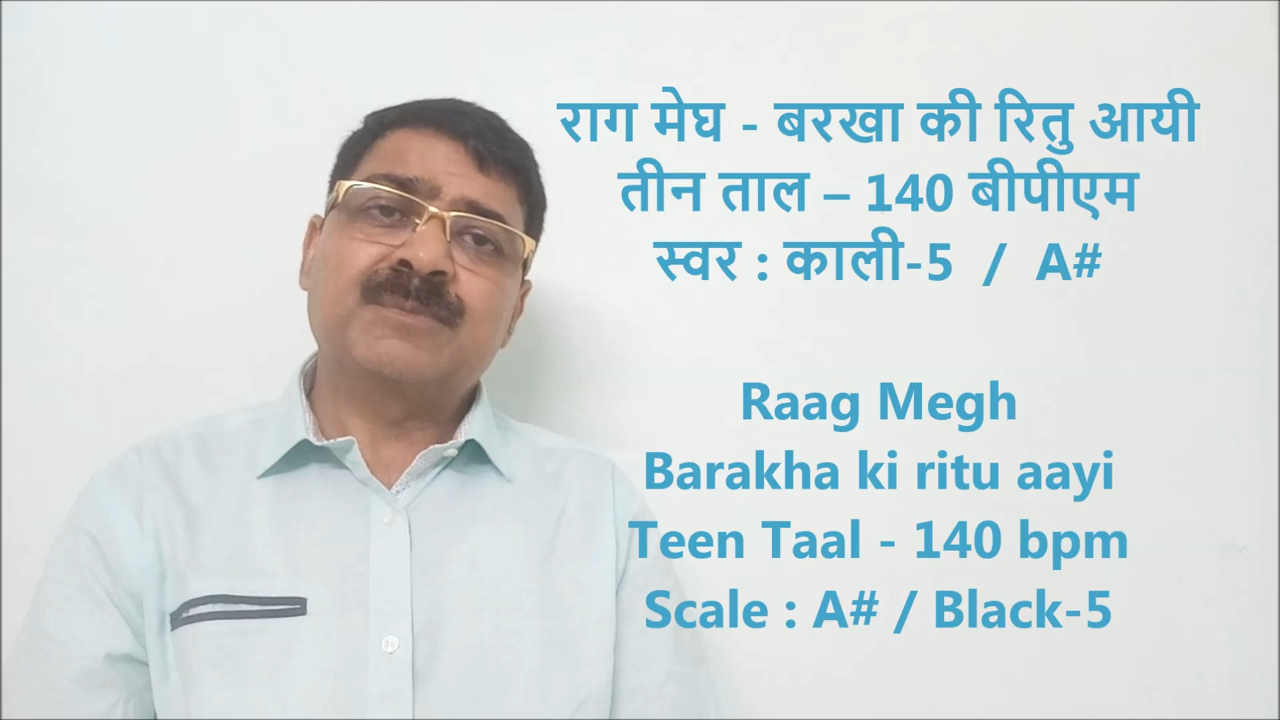 राग मेघ - बरखा की रितु आयी
तीन ताल – 140 बीपीएम
स्वर : काली-5 / A#
Raag Megh
Barakha ki ritu aayi
Teen Taal - 140 bpm
Scale : A# / Black-5